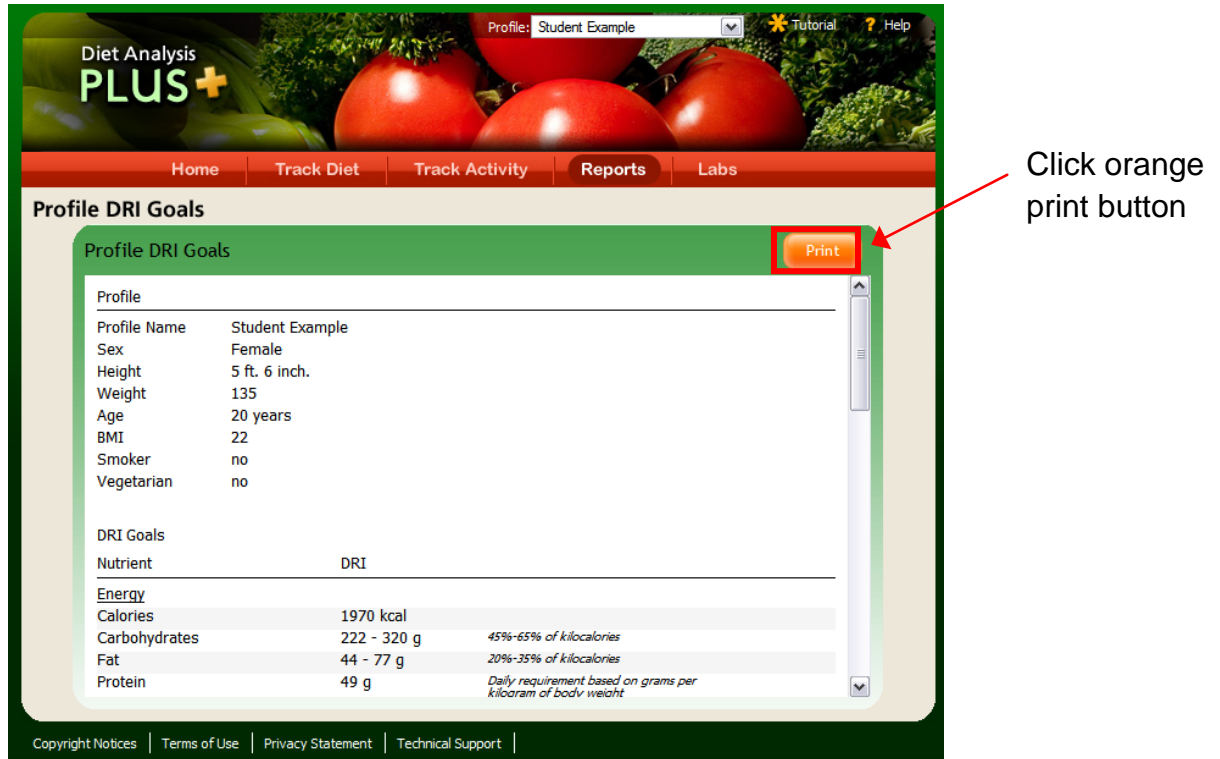 Profile: Student Example
Tutorial ? Help
Diet Analysis
PLUS+
Home Track Diet Track Activity Reports Labs
Click orange
print button
Profile DRI Goals
Profile DRI Goals
Print
Profile
Profile Name Student Example
Sex Female
Height 5 ft. 6 inch.
Weight 135
Age 20 years
BMI 22
Smoker no
Vegetarian no
DRI Goals
Nutrient DRI
Energy
Calories 1970 kcal
Carbohydrates 222 - 320 g 45%-65% of kilocalories
Fat 44 - 77 g 20%-35% of kilocalories
Protein 49 g Daily requirement based on grams per
kilogram of body weight
Copyright Notices | Terms of Use | Privacy Statement | Technical Support |